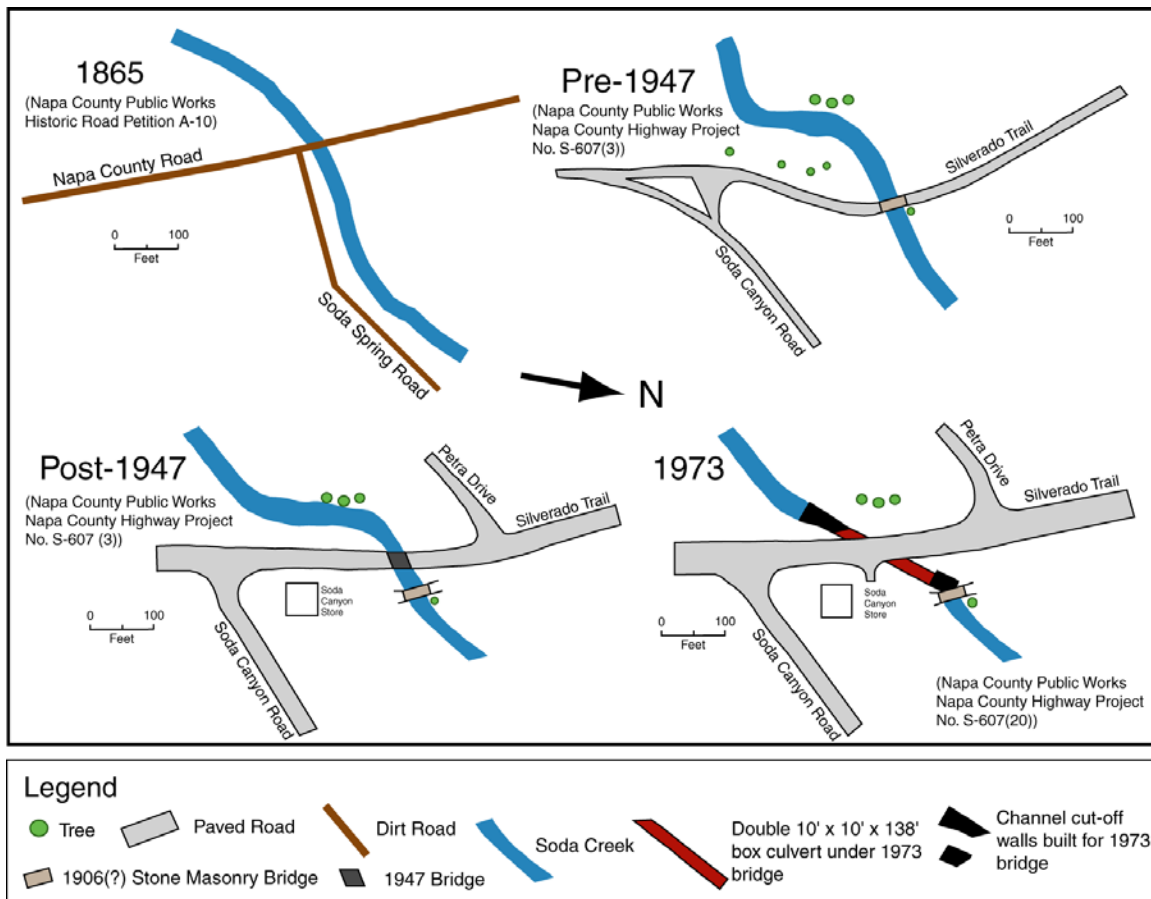 1865
(Napa County Public Works
Historic Road Petition A-10)
Napa County Road
0 100
Feet
Soda Spring Road
Pre-1947
(Napa County Public Works
Napa County Highway Project
No. S-607(3))
Silverado Trail
0 100
Feet
Soda Canyon Road
N
Post-1947
(Napa County Public Works
Napa County Highway Project
No. S-607 (3))
Petra Drive
Silverado Trail
Soda
Canyon
Store
0 100
Feet
Soda Canyon Road
1973
Petra Drive
Silverado Trail
Soda
Canyon
Store
0 100
Feet
Soda Canyon Road
(Napa County Public Works
Napa County Highway Project
No. S-607(20))
Legend
Tree
Paved Road
Dirt Road
Soda Creek
Double 10' x 10' x 138'
box culvert under 1973
bridge
Channel cut-off
walls built for 1973
bridge
1906(?) Stone Masonry Bridge
1947 Bridge